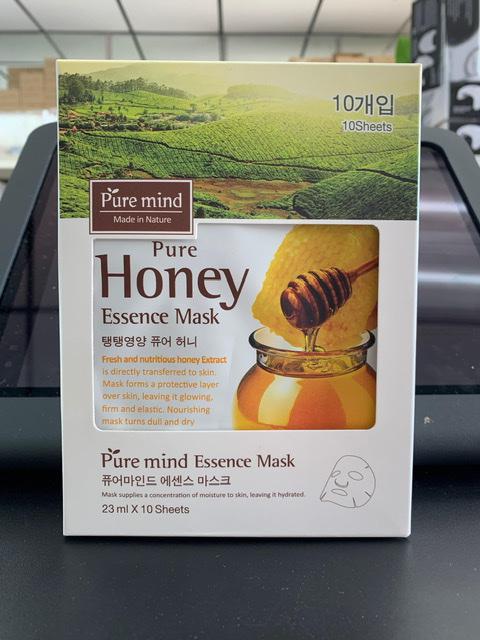 10개입
10Sheets
Pure mind
Made in Nature
Pure
Honey
Essence Mask
탱탱영양 퓨어 허니
Fresh and nutritious honey Extract
is directly transferred to skin.
Mask forms a protective layer
over skin, leaving it glowing,
firm and elastic. Nourishing
mask turns dull and dry
Pure mind Essence Mask
퓨어마인드 에센스 마스크
Mask supplies a concentration of moisture to skin, leaving it hydrated.
23 ml X 10 Sheets